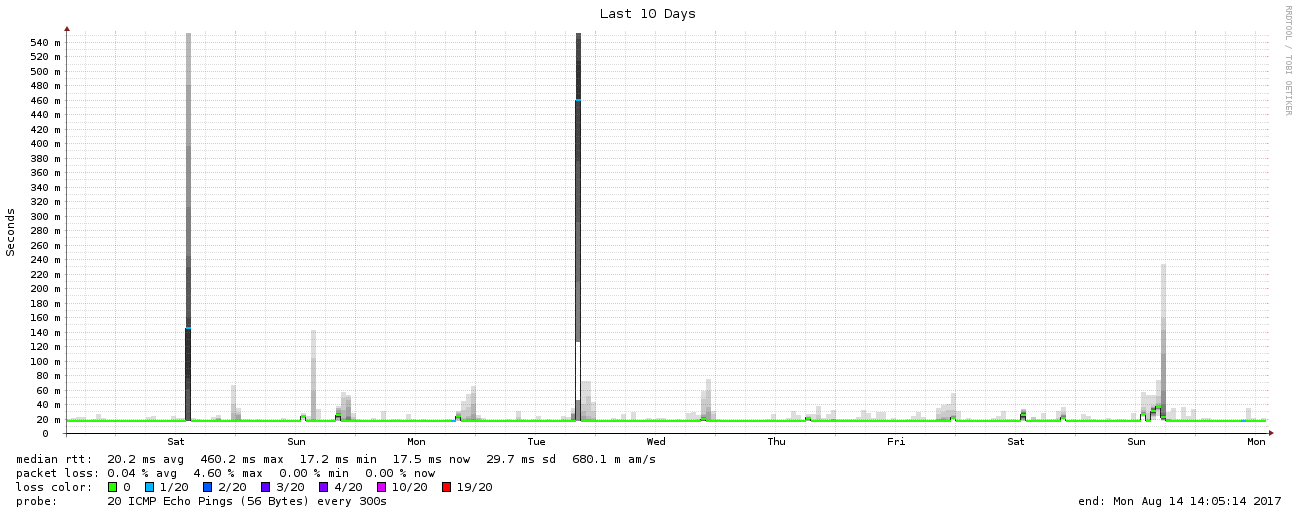 Last 10 Days
RRDTOOL / TOBI OETIKER
Seconds
540 m
520 m
500 m
480 m
460 m
440 m
420 m
400 m
380 m
360 m
340 m
320 m
300 m
280 m
260 m
240 m
220 m
200 m
180 m
160 m
140 m
120 m
100 m
80 m
60 m
40 m
20 m
0
Sat Sun Mon Tue Wed Thu Fri Sat Sun Mon
median rtt: 20.2 ms avg 460.2 ms max 17.2 ms min 17.5 ms now 29.7 ms sd 680.1 m am/s
packet loss: 0.04 % avg 4.60 % max 0.00 % min 0.00 % now
loss color: 0 1/20 2/20 3/20 4/20 10/20 19/20
probe: 20 ICMP Echo Pings (56 Bytes) every 300s end: Mon Aug 14 14:05:14 2017